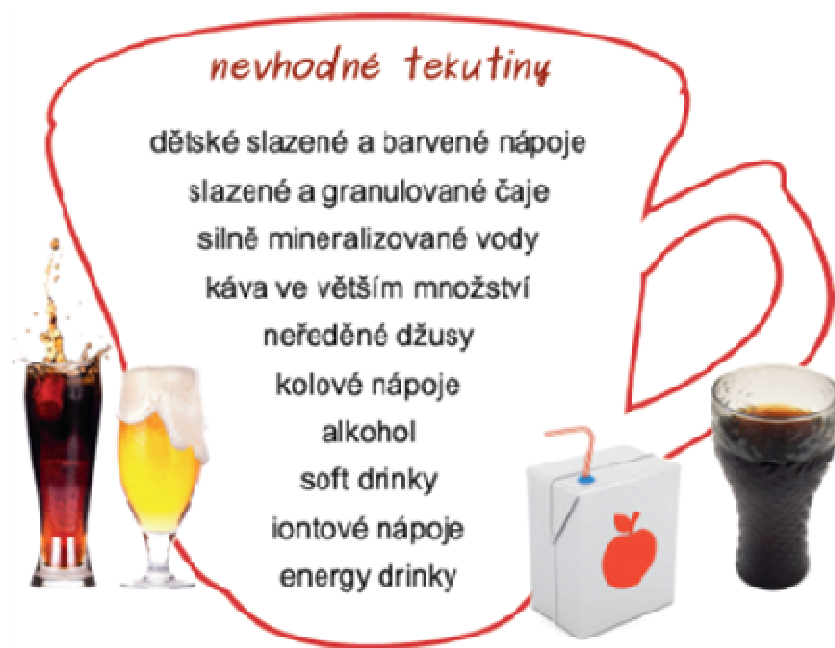 nevhodné tekutiny
dětské slazené a barvené nápoje
slazené a granulované čaje
silně mineralizované vody
káva ve větším množství
neředěné džusy
kolové nápoje
alkohol
soft drinky
iontové nápoje
energy drinky